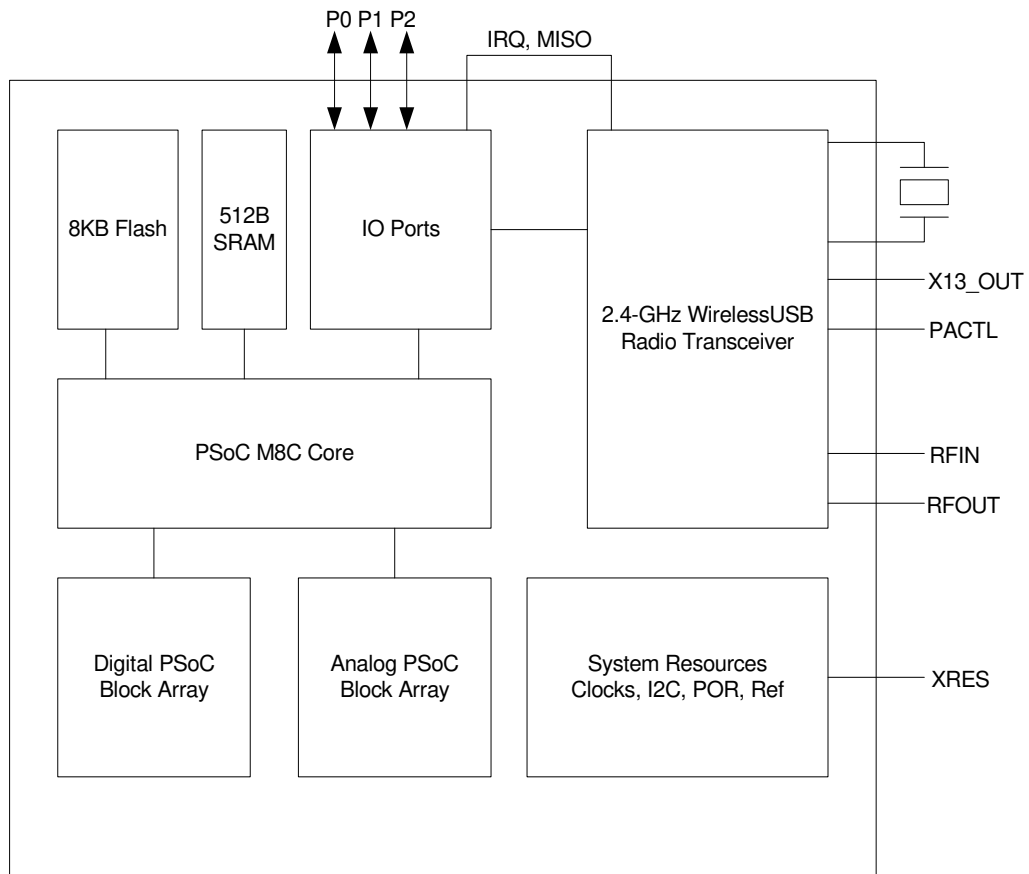 P0 P1 P2
IRQ, MISO
8KB Flash
512B
SRAM
IO Ports
2.4-GHz WirelessUSB
Radio Transceiver
X13_OUT
PACTL
PSoC M8C Core
RFIN
RFOUT
Digital PSoC
Block Array
Analog PSoC
Block Array
System Resources
Clocks, I2C, POR, Ref
XRES